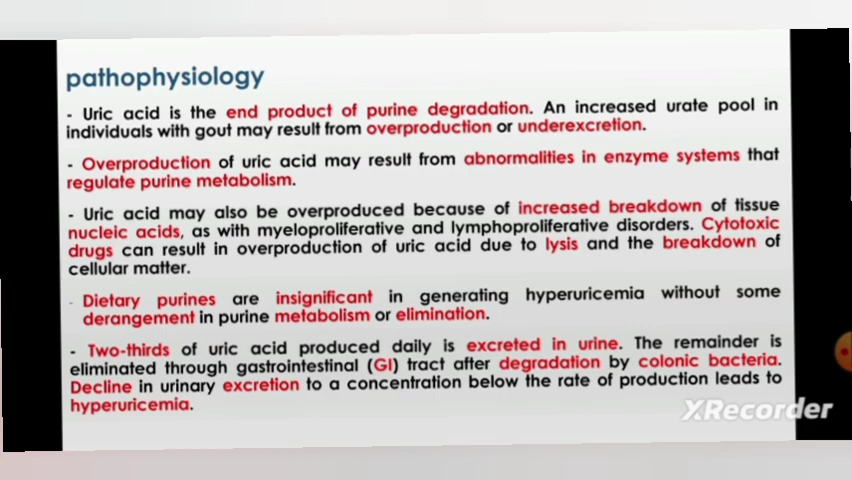 pathophysiology
- Uric acid is the end product of purine degradation. An increased urate pool in
individuals with gout may result from overproduction or underexcretion.
- Overproduction of uric acid may result from abnormalities in enzyme systems that
regulate purine metabolism.
- Uric acid may also be overproduced because of increased breakdown of tissue
nucleic acids, as with myeloproliferative and lymphoproliferative disorders. Cytotoxic
drugs can result in overproduction of uric acid due to lysis and the breakdown of
cellular matter.
- Dietary purines are insignificant in generating hyperuricemia without some
derangement in purine metabolism or elimination.
- Two-thirds of uric acid produced daily is excreted in urine. The remainder is
eliminated through gastrointestinal (GI) tract after degradation by colonic bacteria.
Decline in urinary excretion to a concentration below the rate of production leads to
hyperuricemia.
XRecorder